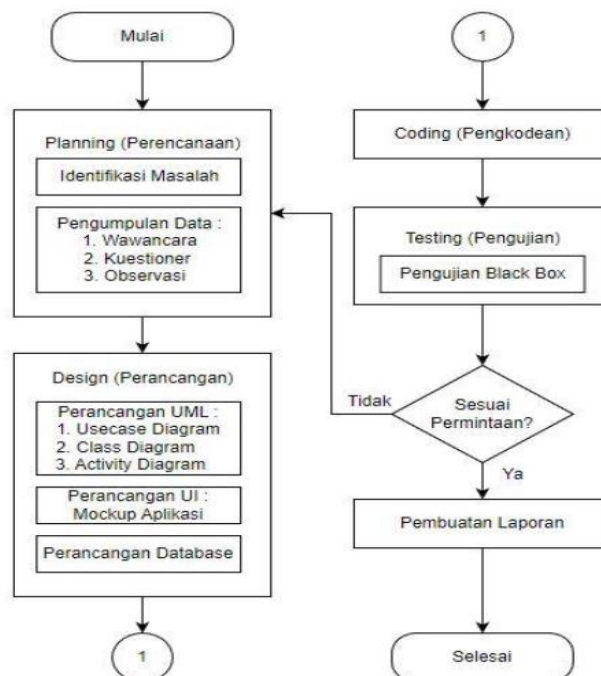 Mulai
Planning (Perencanaan)
Identifikasi Masalah
Pengumpulan Data :
1. Wawancara
2. Kuestioner
3. Observasi
Design (Perancangan)
Perancangan UML :
1. Usecase Diagram
2. Class Diagram
3. Activity Diagram
Perancangan UI :
Mockup Aplikasi
Perancangan Database
1
1
Coding (Pengkodean)
Testing (Pengujian)
Pengujian Black Box
Sesuai
Permintaan?
Tidak
Ya
Pembuatan Laporan
Selesai